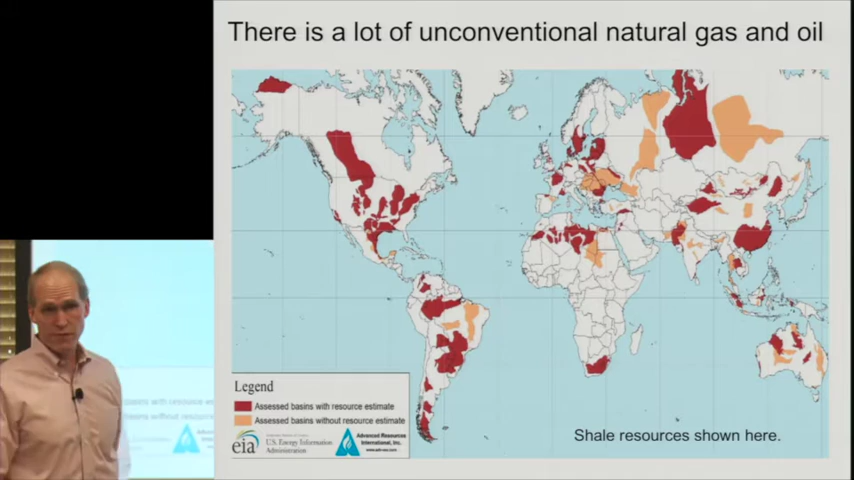 There is a lot of unconventional natural gas and oil
Legend
Assessed basins with resource estimate
Assessed basins without resource estimate
eia
U.S. Energy Information
Administration
Advanced Resources
International, Inc.
Shale resources shown here.